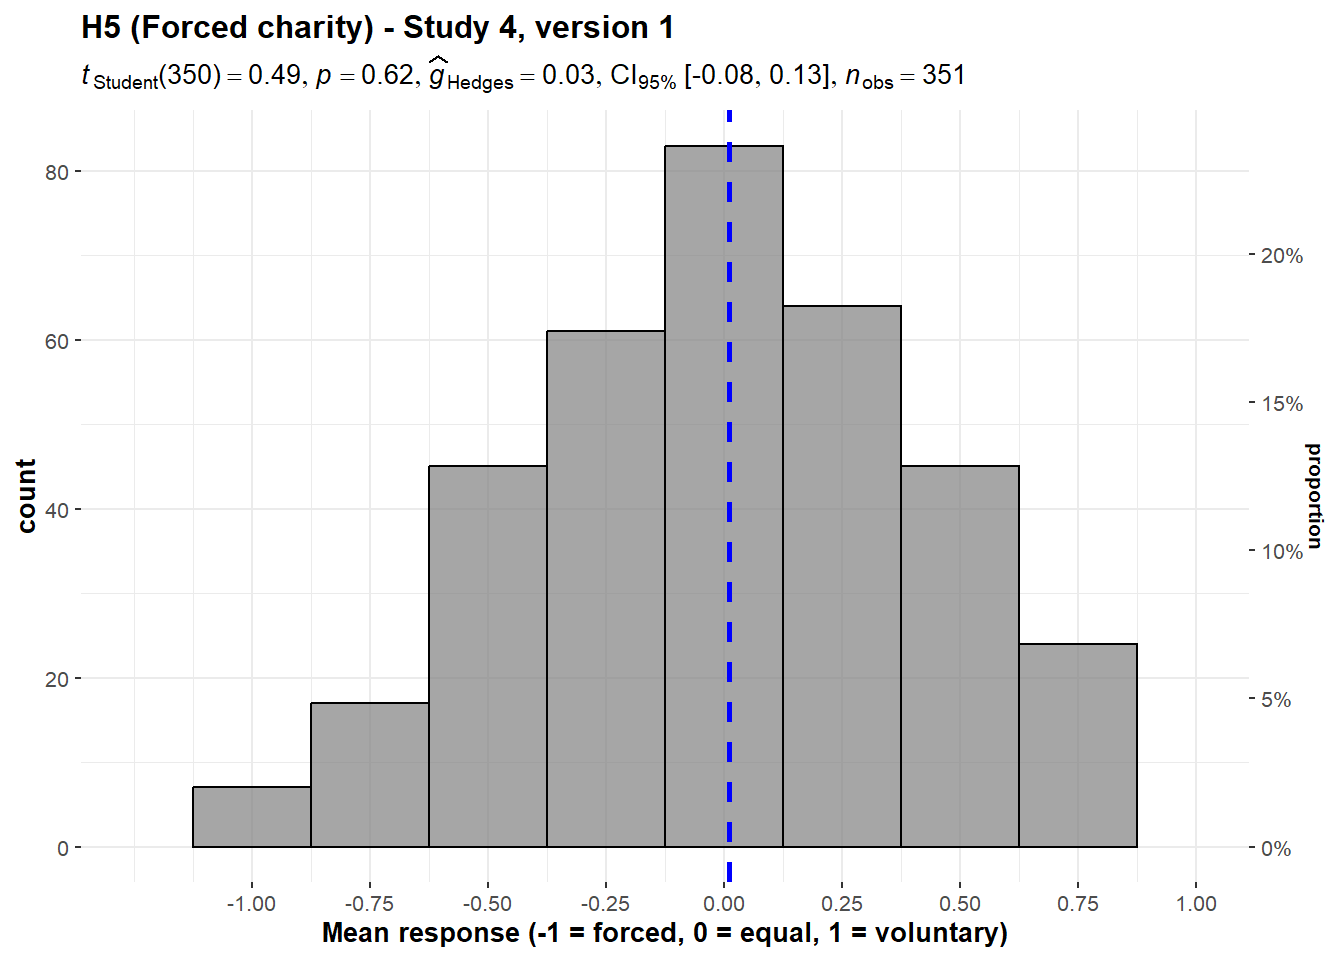 H5 (Forced charity) - Study 4, version 1
t Student(350) = 0.49, p = 0.62, ĝ Hedges = 0.03, CI95% [-0.08, 0.13], nobs = 351
80
60
40
20
0
count
20%
15%
10%
5%
0%
proportion
-1.00 -0.75 -0.50 -0.25 0.00 0.25 0.50 0.75 1.00
Mean response (-1 = forced, 0 = equal, 1 = voluntary)